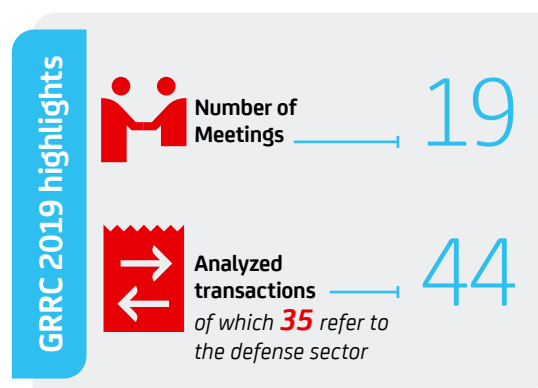 GRRC 2019 highlights
Number of
Meetings
19
Analyzed
transactions
44
of which 35 refer to
the defense sector